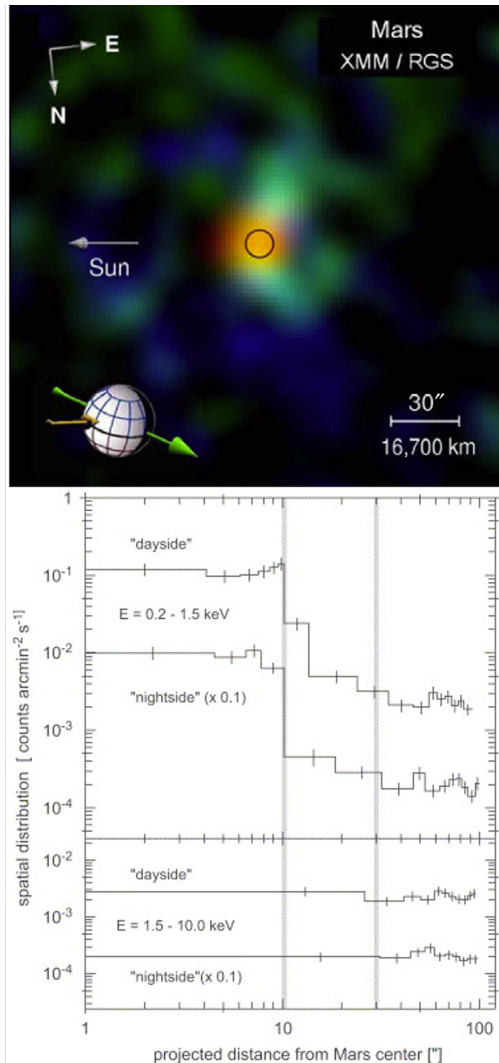 Mars
XMM / RGS
E
N
Sun
30″
16,700 km
1
"dayside"
10-1
E = 0.2 - 1.5 keV
10-2
"nightside" (x 0.1)
10-3
10-4
spatial distribution [ counts arcmin-2 s-1]
10-2
"dayside"
10-3
E = 1.5 - 10.0 keV
10-4
"nightside"(x 0.1)
1
10
100
projected distance from Mars center ["]